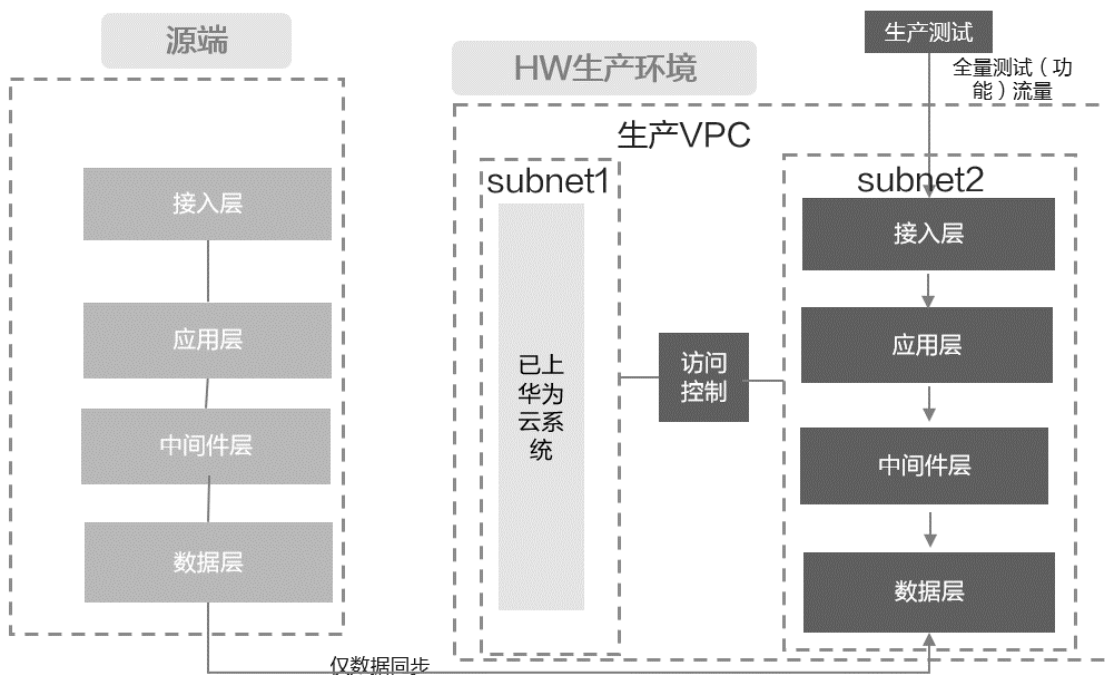 源端
接入层
应用层
中间件层
数据层
HW生产环境
生产VPC
subnet1
已上
华为
云系
统
访问
控制
生产测试
全量测试（功
能）流量
subnet2
接入层
应用层
中间件层
数据层
仅数据同步